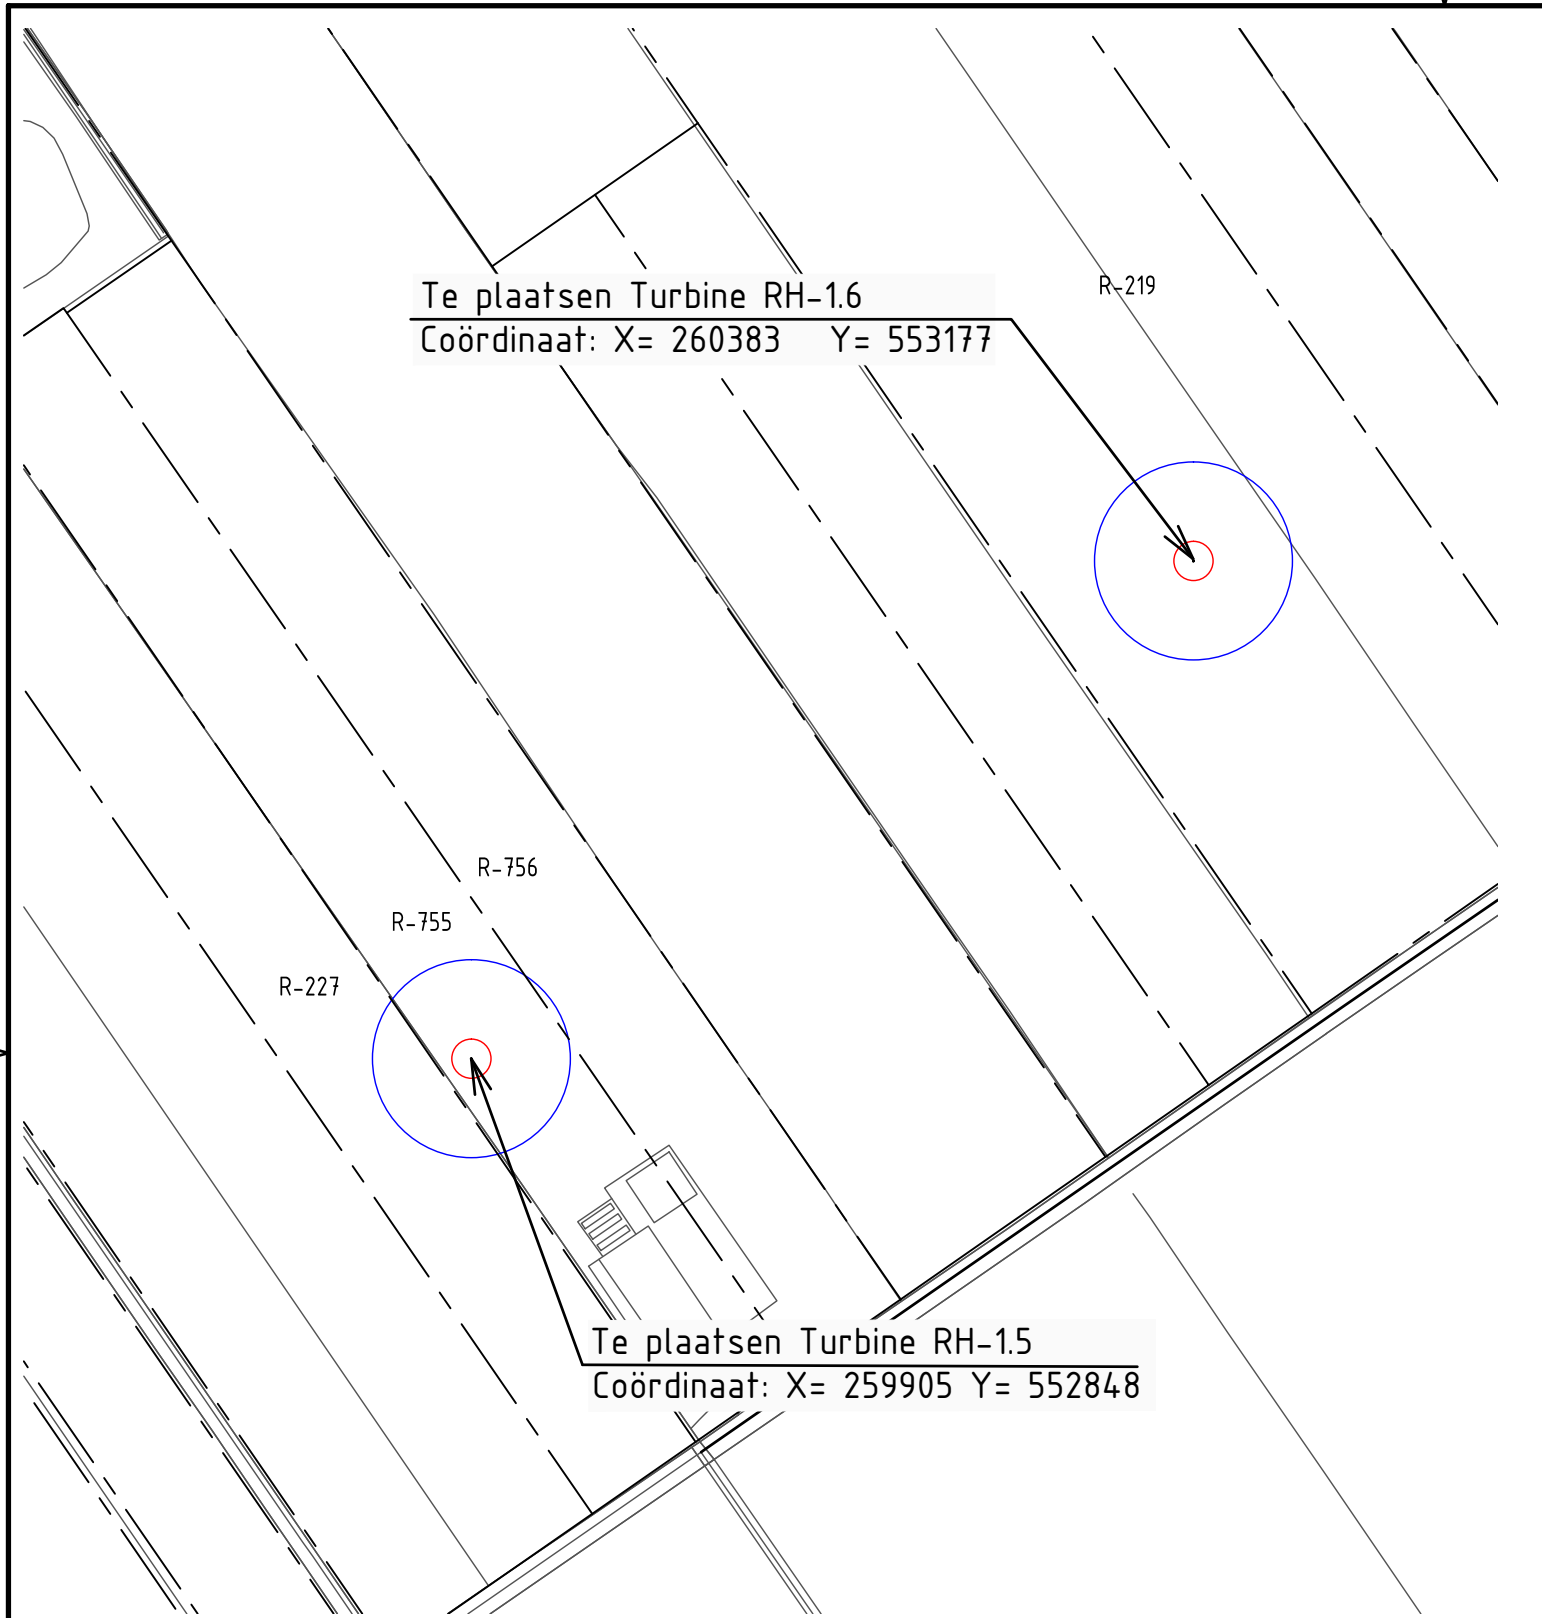 R-219
Te plaatsen Turbine RH-1.6
Coördinaat: X= 260383 Y= 553177
R-756
R-755
R-227
Te plaatsen Turbine RH-1.5
Coördinaat: X= 259905 Y= 552848